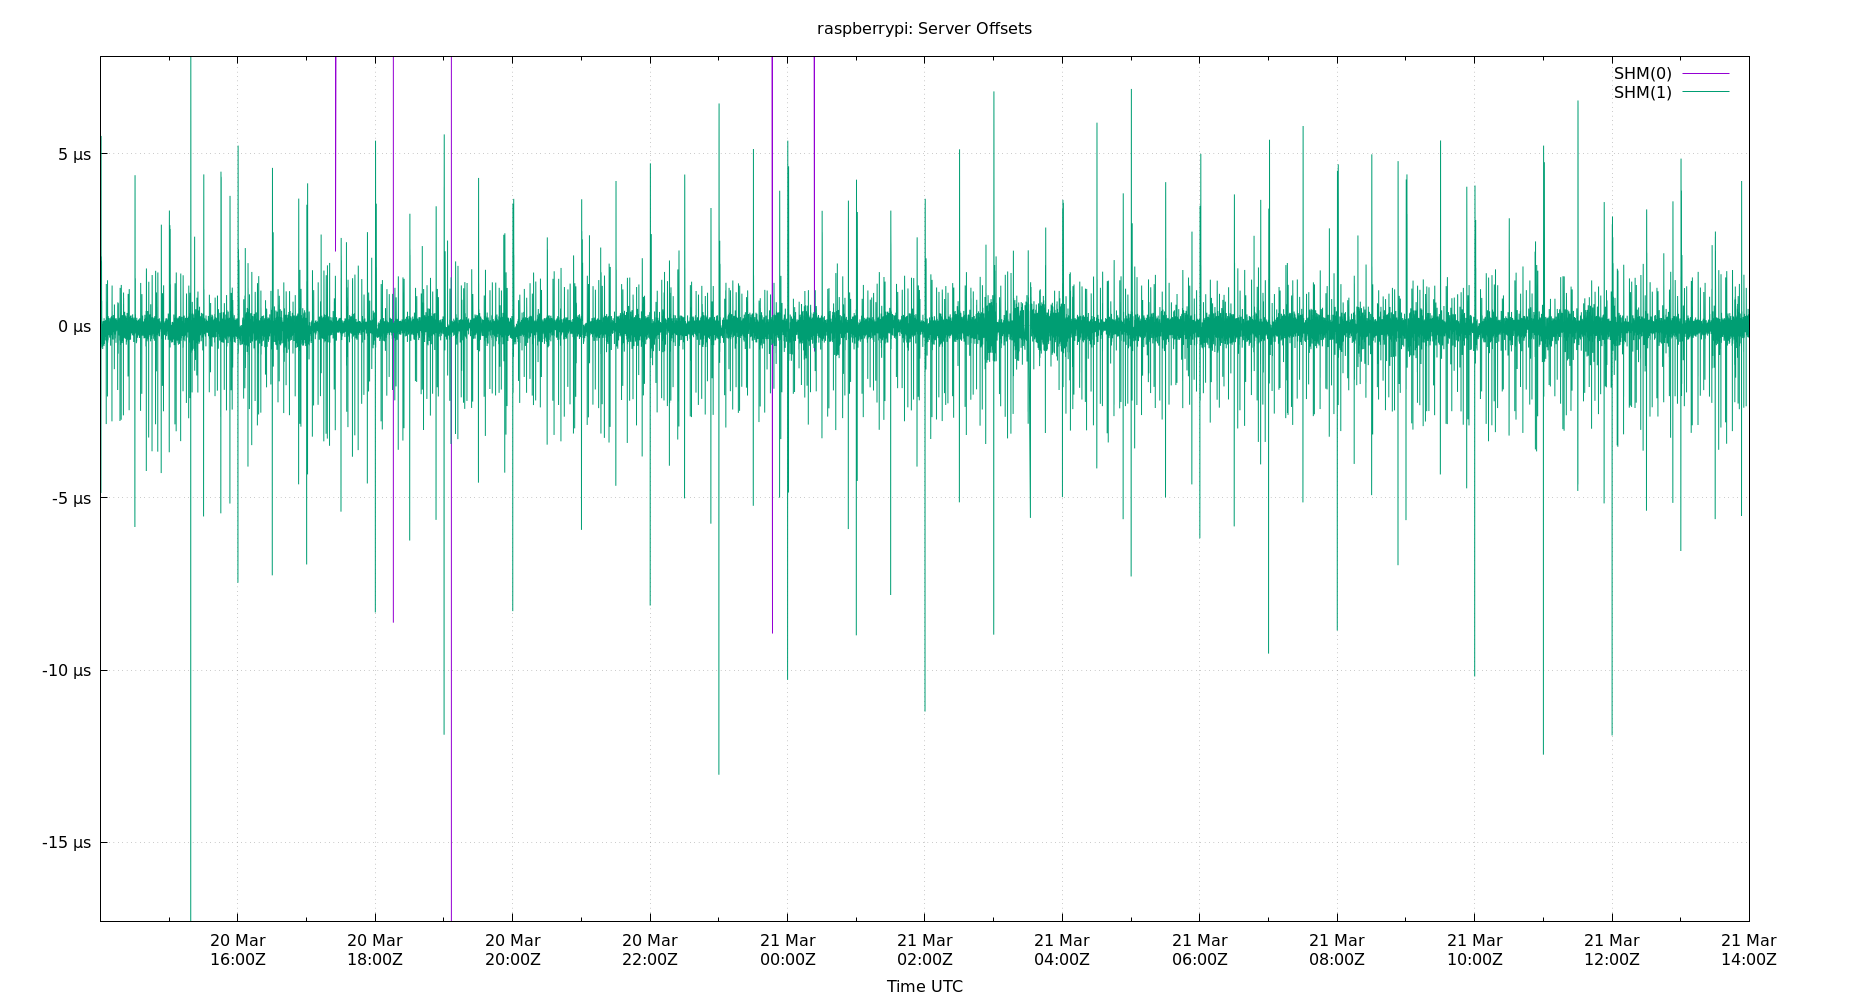 raspberrypi: Server Offsets
SHM(0)
SHM(1)
5 µs
0 µs
-5 µs
-10 µs
-15 µs
20 Mar 20 Mar 20 Mar 20 Mar 21 Mar 21 Mar 21 Mar 21 Mar 21 Mar 21 Mar 21 Mar 21 Mar
16:00Z 18:00Z 20:00Z 22:00Z 00:00Z 02:00Z 04:00Z 06:00Z 08:00Z 10:00Z 12:00Z 14:00Z
Time UTC